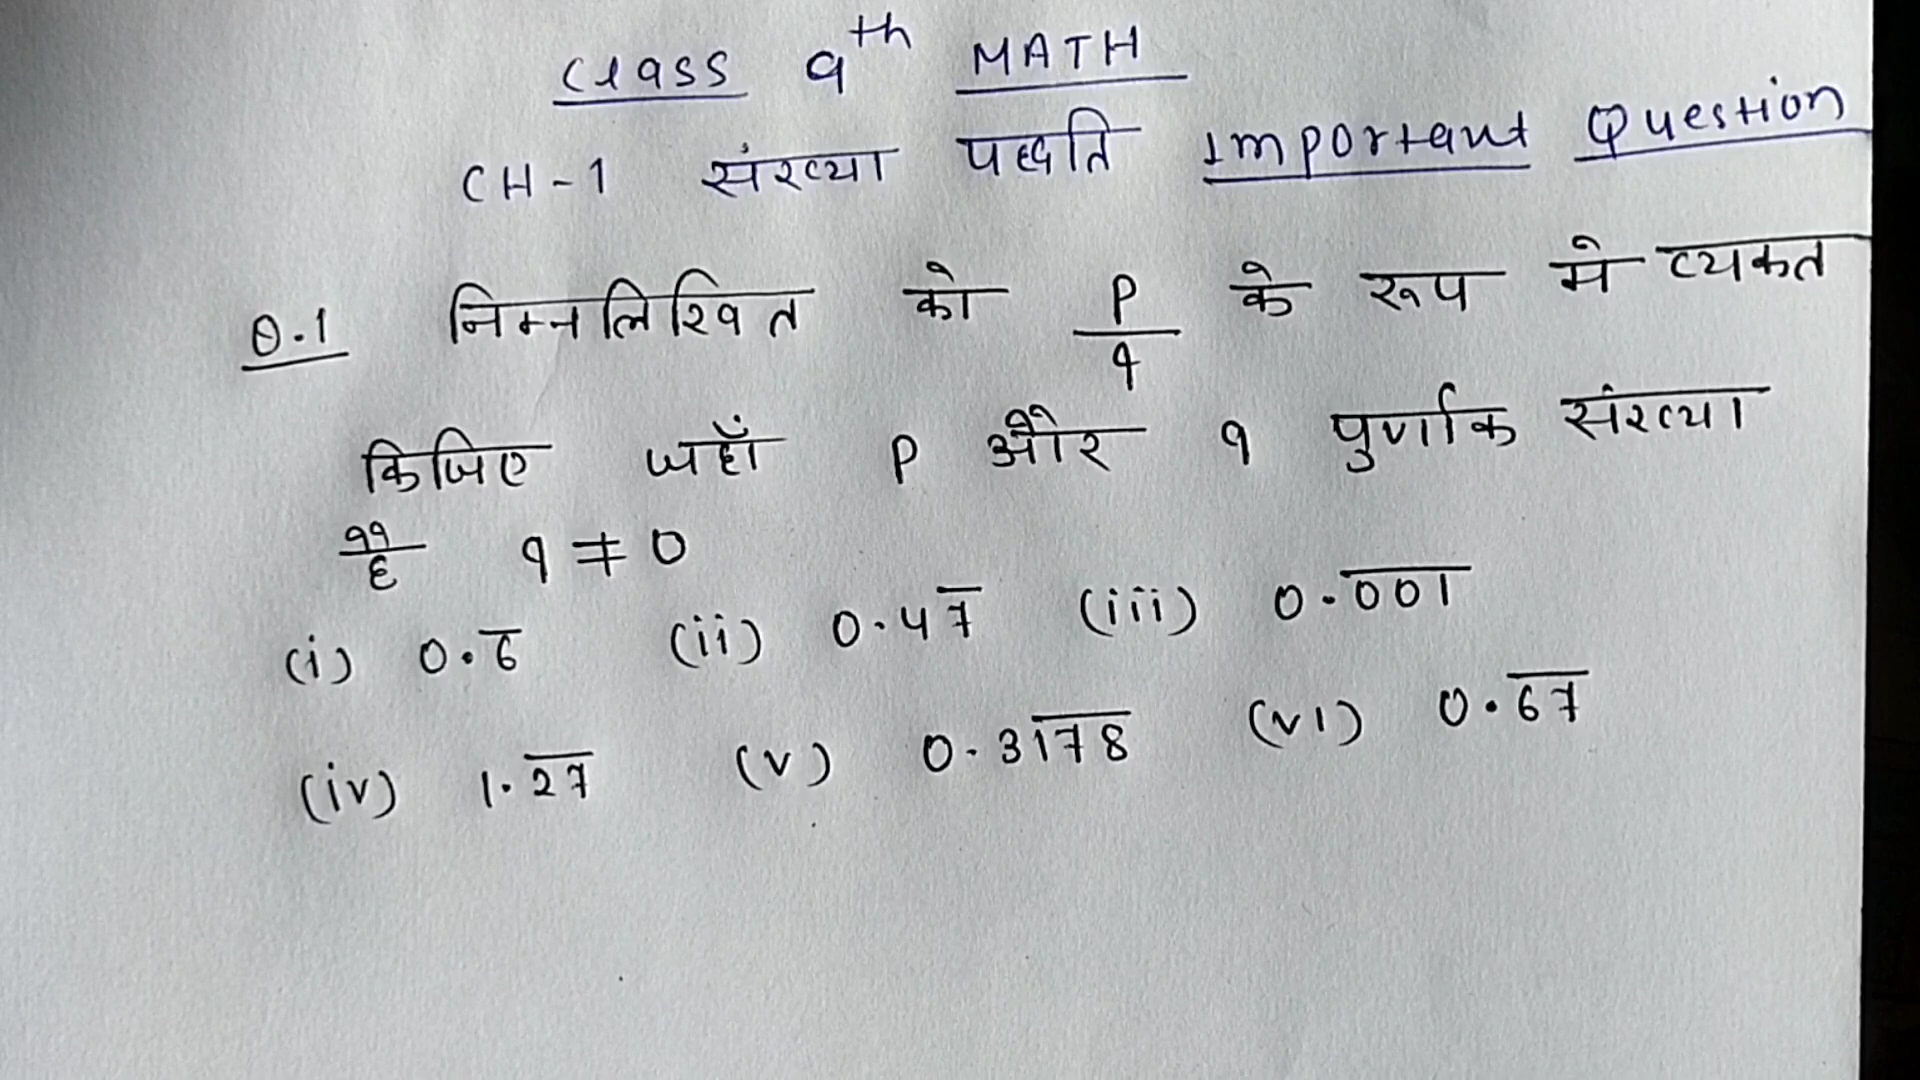 Class 9th MATH
CH-1 संख्या पद्धति Important Question
Q.1 निम्नलिखित को p/q के रूप मे व्यकत
किजिए जहाँ p और q पुर्णाक संख्या
है q ≠ 0
(i) 0.6̅ (ii) 0.47̅ (iii) 0.0̅0̅1̅
(iv) 1.2̅7̅ (v) 0.31̅7̅8̅ (vi) 0.6̅7̅